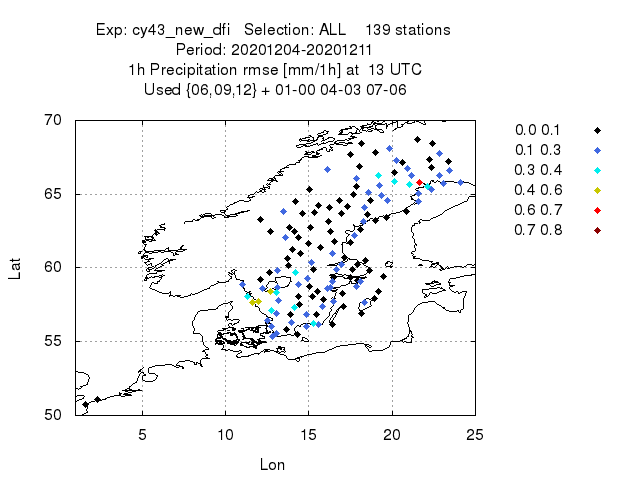 Exp: cy43_new_dfi   Selection: ALL    139 stations
Period: 20201204-20201211
1h Precipitation rmse [mm/1h] at  13 UTC
Used {06,09,12} + 01-00 04-03 07-06
70
65
60
55
50
Lat
5 10 15 20 25
Lon
0.0 0.1
0.1 0.3
0.3 0.4
0.4 0.6
0.6 0.7
0.7 0.8